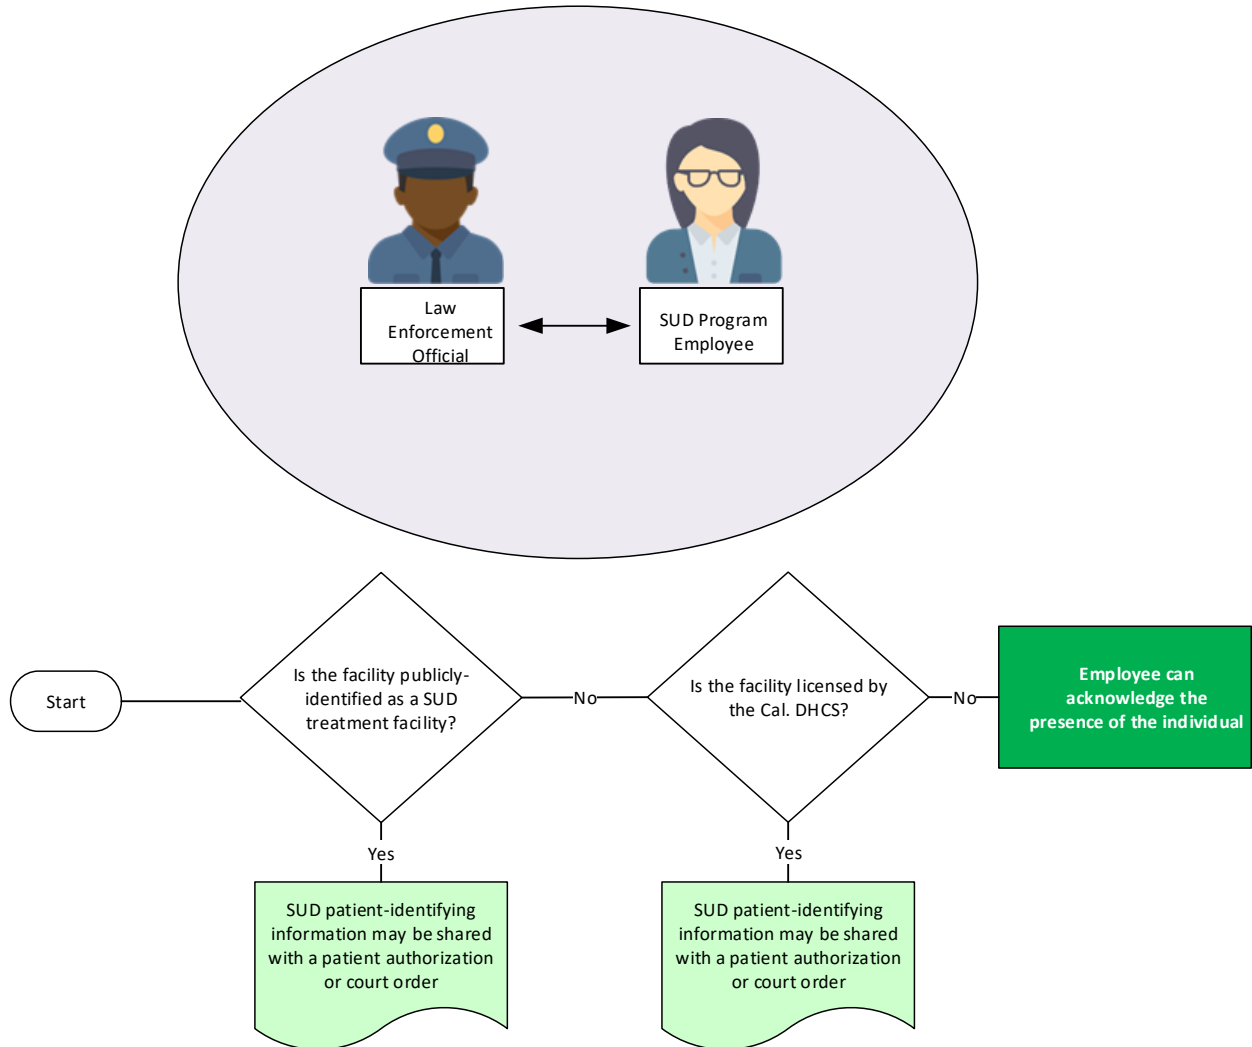 Law
Enforcement
Official
SUD Program
Employee
Start
Is the facility publicly-
identified as a SUD
treatment facility?
No
Is the facility licensed by
the Cal. DHCS?
No
Employee can
acknowledge the
presence of the individual
Yes
Yes
SUD patient-identifying
information may be shared
with a patient authorization
or court order
SUD patient-identifying
information may be shared
with a patient authorization
or court order